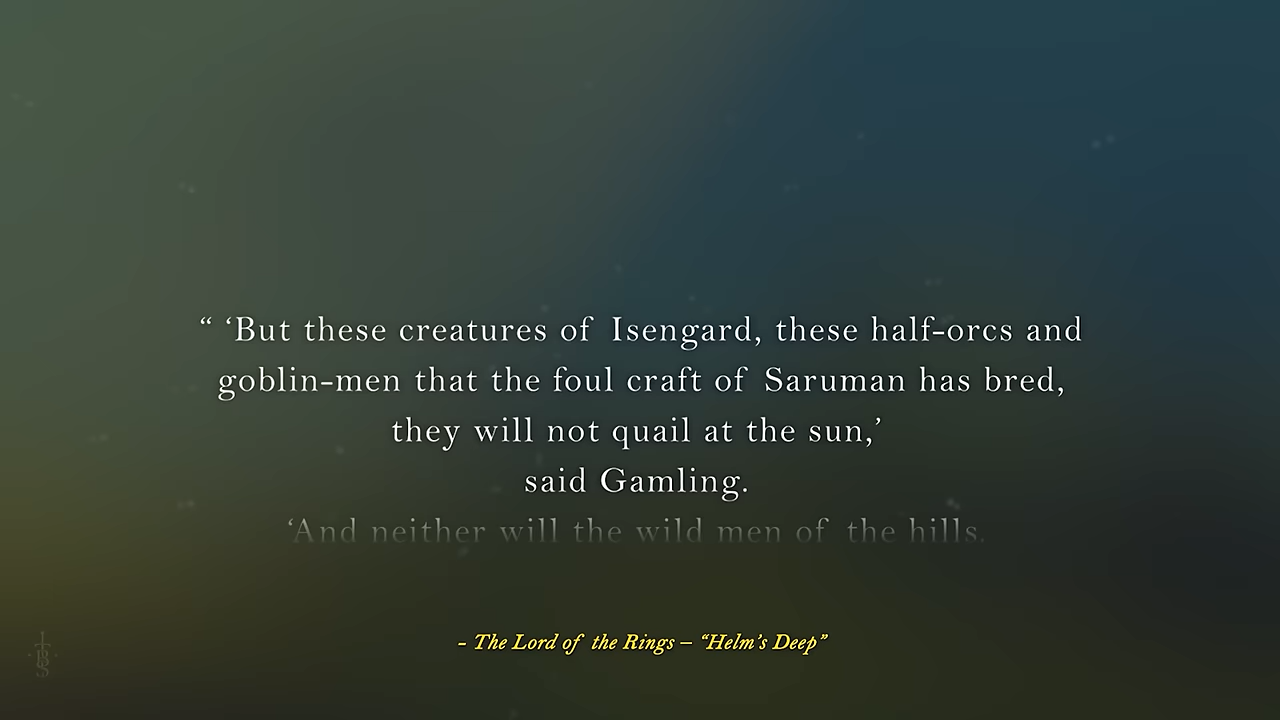 “ ‘But these creatures of Isengard, these half-orcs and
goblin-men that the foul craft of Saruman has bred,
they will not quail at the sun,’
said Gamling.
‘And neither will the wild men of the hills.
- The Lord of the Rings – “Helm’s Deep”